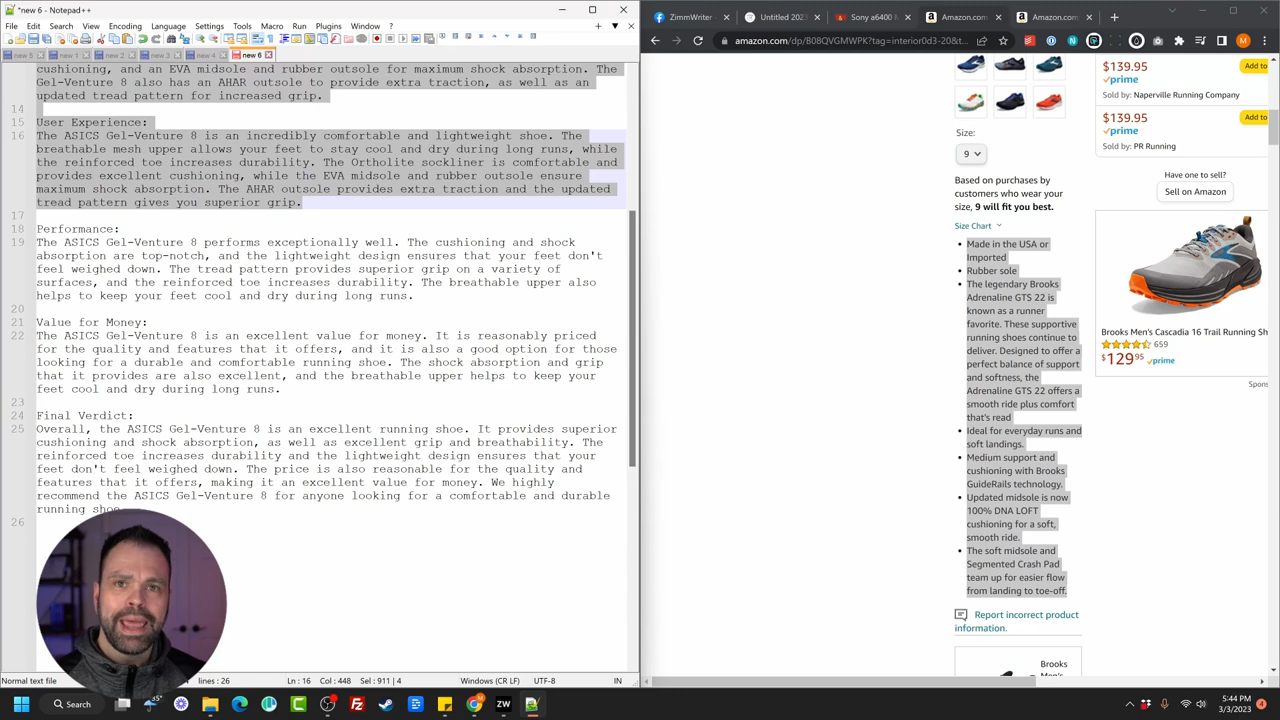 *new 6 - Notepad++
File Edit Search View Encoding Language Settings Tools Macro Run Plugins Window ?
new 5 new 1 new 2 new 3 new 4 new 6
cushioning, and an EVA midsole and rubber outsole for maximum shock absorption. The
Gel-Venture 8 also has an AHAR outsole to provide extra traction, as well as an
updated tread pattern for increased grip.
14
15 User Experience:
16 The ASICS Gel-Venture 8 is an incredibly comfortable and lightweight shoe. The
breathable mesh upper allows your feet to stay cool and dry during long runs, while
the reinforced toe increases durability. The Ortholite sockliner is comfortable and
provides excellent cushioning, while the EVA midsole and rubber outsole ensure
maximum shock absorption. The AHAR outsole provides extra traction and the updated
tread pattern gives you superior grip.
17
18 Performance:
19 The ASICS Gel-Venture 8 performs exceptionally well. The cushioning and shock
absorption are top-notch, and the lightweight design ensures that your feet don't
feel weighed down. The tread pattern provides superior grip on a variety of
surfaces, and the reinforced toe increases durability. The breathable upper also
helps to keep your feet cool and dry during long runs.
20
21 Value for Money:
22 The ASICS Gel-Venture 8 is an excellent value for money. It is reasonably priced
for the quality and features that it offers, and it is also a good option for those
looking for a durable and comfortable running shoe. The shock absorption and grip
that it provides are also excellent, and the breathable upper helps to keep your
feet cool and dry during long runs.
23
24 Final Verdict:
25 Overall, the ASICS Gel-Venture 8 is an excellent running shoe. It provides superior
cushioning and shock absorption, as well as excellent grip and breathability. The
reinforced toe increases durability and the lightweight design ensures that your
feet don't feel weighed down. The price is also reasonable for the quality and
features that it offers, making it an excellent value for money. We highly
recommend the ASICS Gel-Venture 8 for anyone looking for a comfortable and durable
running shoe.
26
Normal text file
lines: 26
Ln: 16 Col: 448 Sel: 911 | 4
Windows (CR LF)
UTF-8
IN
ZimmWriter -
Untitled 2023
Sony a6400
Amazon.com
Amazon.com
amazon.com/dp/B08QVGMWPK?tag=interior0d3-20&t
Size:
9
Based on purchases by
customers who wear your
size, 9 will fit you best.
Size Chart
• Made in the USA or
Imported
• Rubber sole
• The legendary Brooks
Adrenaline GTS 22 is
known as a runner
favorite. These supportive
running shoes continue to
deliver. Designed to offer a
perfect balance of support
and softness, the
Adrenaline GTS 22 offers a
smooth ride plus comfort
that's read
• Ideal for everyday runs and
soft landings.
• Medium support and
cushioning with Brooks
GuideRails technology.
• Updated midsole is now
100% DNA LOFT
cushioning for a soft,
smooth ride.
• The soft midsole and
Segmented Crash Pad
team up for easier flow
from landing to toe-off.
Report incorrect product
information.
Brooks
Men's
$139.95
Add to
prime
Sold by: Naperville Running Company
$139.95
Add to
prime
Sold by: PR Running
Have one to sell?
Sell on Amazon
Brooks Men's Cascadia 16 Trail Running Sh
659
$129.95 prime
Spons
Search
35°
ZW
5:44 PM
3/3/2023
4